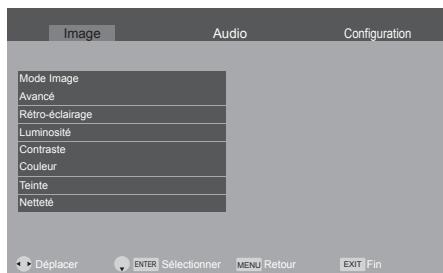 Image Audio Configuration
Mode Image
Avancé
Rétro-éclairage
Luminosité
Contraste
Couleur
Teinte
Netteté
Déplacer ENTER Sélectionner MENU Retour EXIT Fin